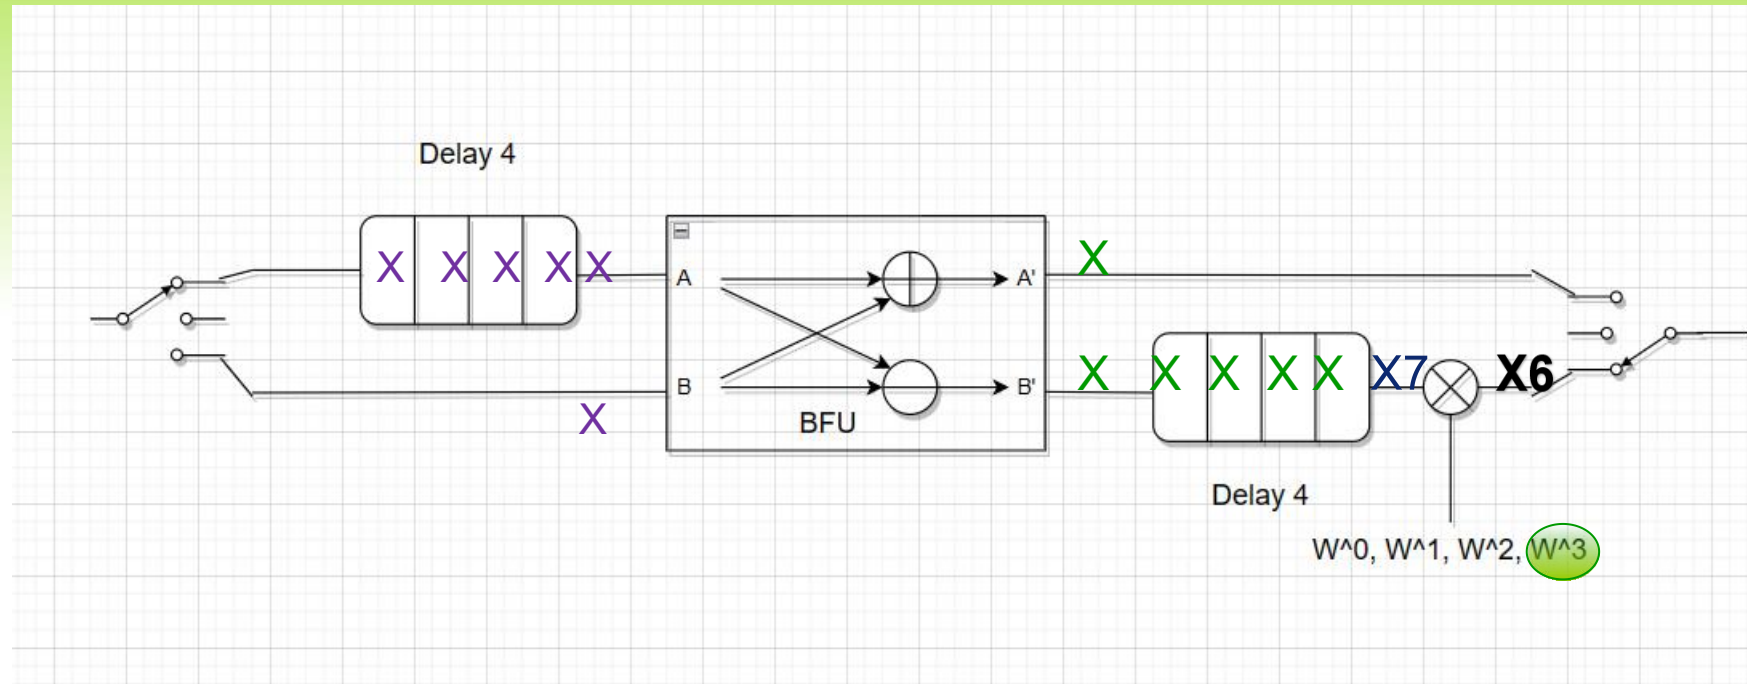 Delay 4
X X X X X
A
A'
X
B
B'
X
BFU
X X X X X
X7
X6
Delay 4
W^0, W^1, W^2, W^3